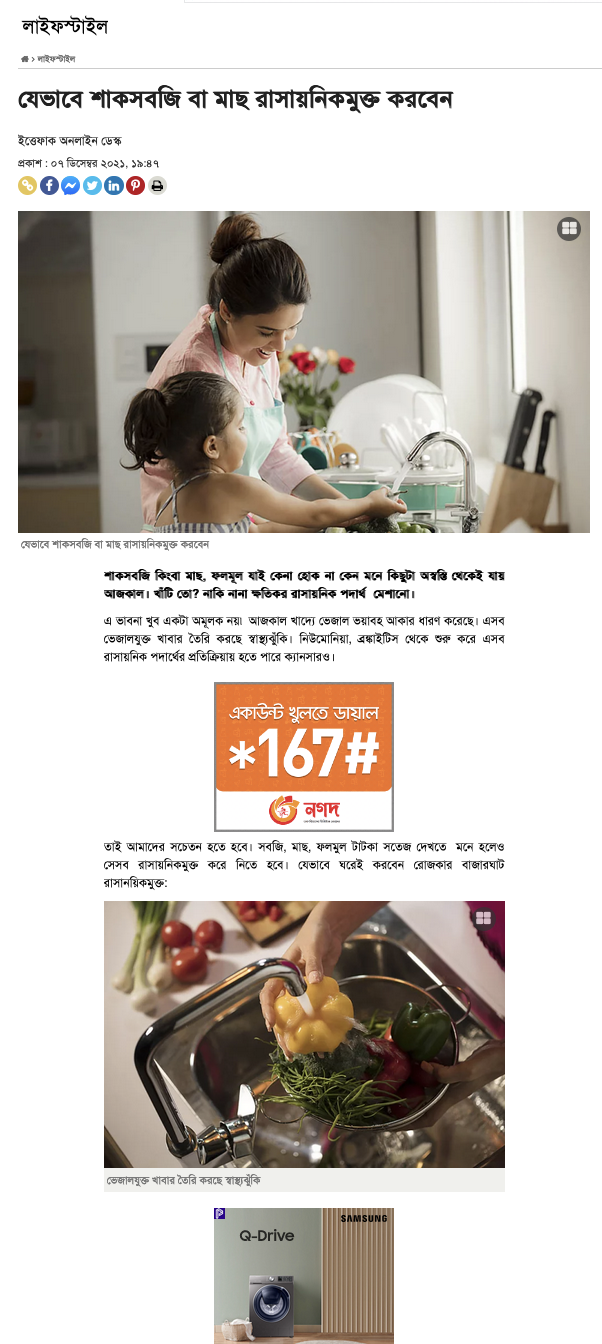 লাইফস্টাইল
› লাইফস্টাইল
যেভাবে শাকসবজি বা মাছ রাসায়নিকমুক্ত করবেন
ইত্তেফাক অনলাইন ডেস্ক
প্রকাশ : ০৭ ডিসেম্বর ২০২১, ১৯:৪৭
যেভাবে শাকসবজি বা মাছ রাসায়নিকমুক্ত করবেন
শাকসবজি কিংবা মাছ, ফলমূল যাই কেনা হোক না কেন মনে কিছুটা অস্বস্তি থেকেই যায়
আজকাল। খাঁটি তো? নাকি নানা ক্ষতিকর রাসায়নিক পদার্থ মেশানো।
এ ভাবনা খুব একটা অমূলক নয়। আজকাল খাদ্যে ভেজাল ভয়াবহ আকার ধারণ করেছে। এসব
ভেজালযুক্ত খাবার তৈরি করছে স্বাস্থ্যঝুঁকি। নিউমোনিয়া, ব্রঙ্কাইটিস থেকে শুরু করে এসব
রাসায়নিক পদার্থের প্রতিক্রিয়ায় হতে পারে ক্যানসারও।
একাউন্ট খুলতে ডায়াল
*167#
নগদ
তাই আমাদের সচেতন হতে হবে। সবজি, মাছ, ফলমুল টাটকা সতেজ দেখতে মনে হলেও
সেসব রাসায়নিকমুক্ত করে নিতে হবে। যেভাবে ঘরেই করবেন রোজকার বাজারঘাট
রাসানয়িকমুক্ত:
ভেজালযুক্ত খাবার তৈরি করছে স্বাস্থ্যঝুঁকি
SAMSUNG
Q-Drive